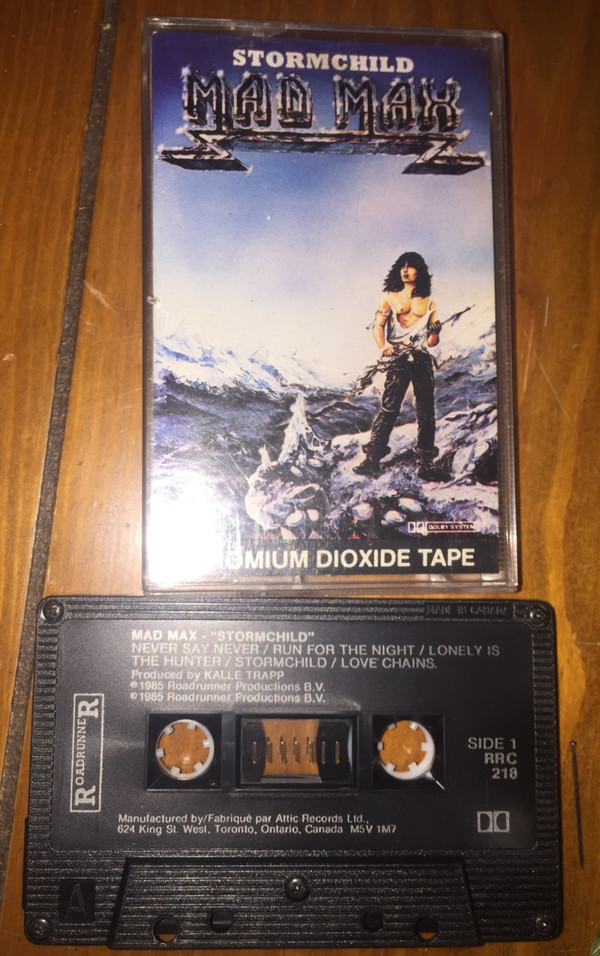 STORMCHILD
MAD MAX
DOLBY SYSTEM
OMIUM DIOXIDE TAPE
MADE IN CANADA
MAD MAX - "STORMCHILD"
NEVER SAY NEVER / RUN FOR THE NIGHT / LONELY IS
THE HUNTER / STORMCHILD / LOVE CHAINS.
Produced by KALLE TRAPP
℗1985 Roadrunner Productions B.V.
©1985 Roadrunner Productions B.V.
ROADRUNNER
SIDE 1
RRC
218
Manufactured by/Fabriqué par Attic Records Ltd.,
624 King St. West, Toronto, Ontario, Canada M5V 1M7
A